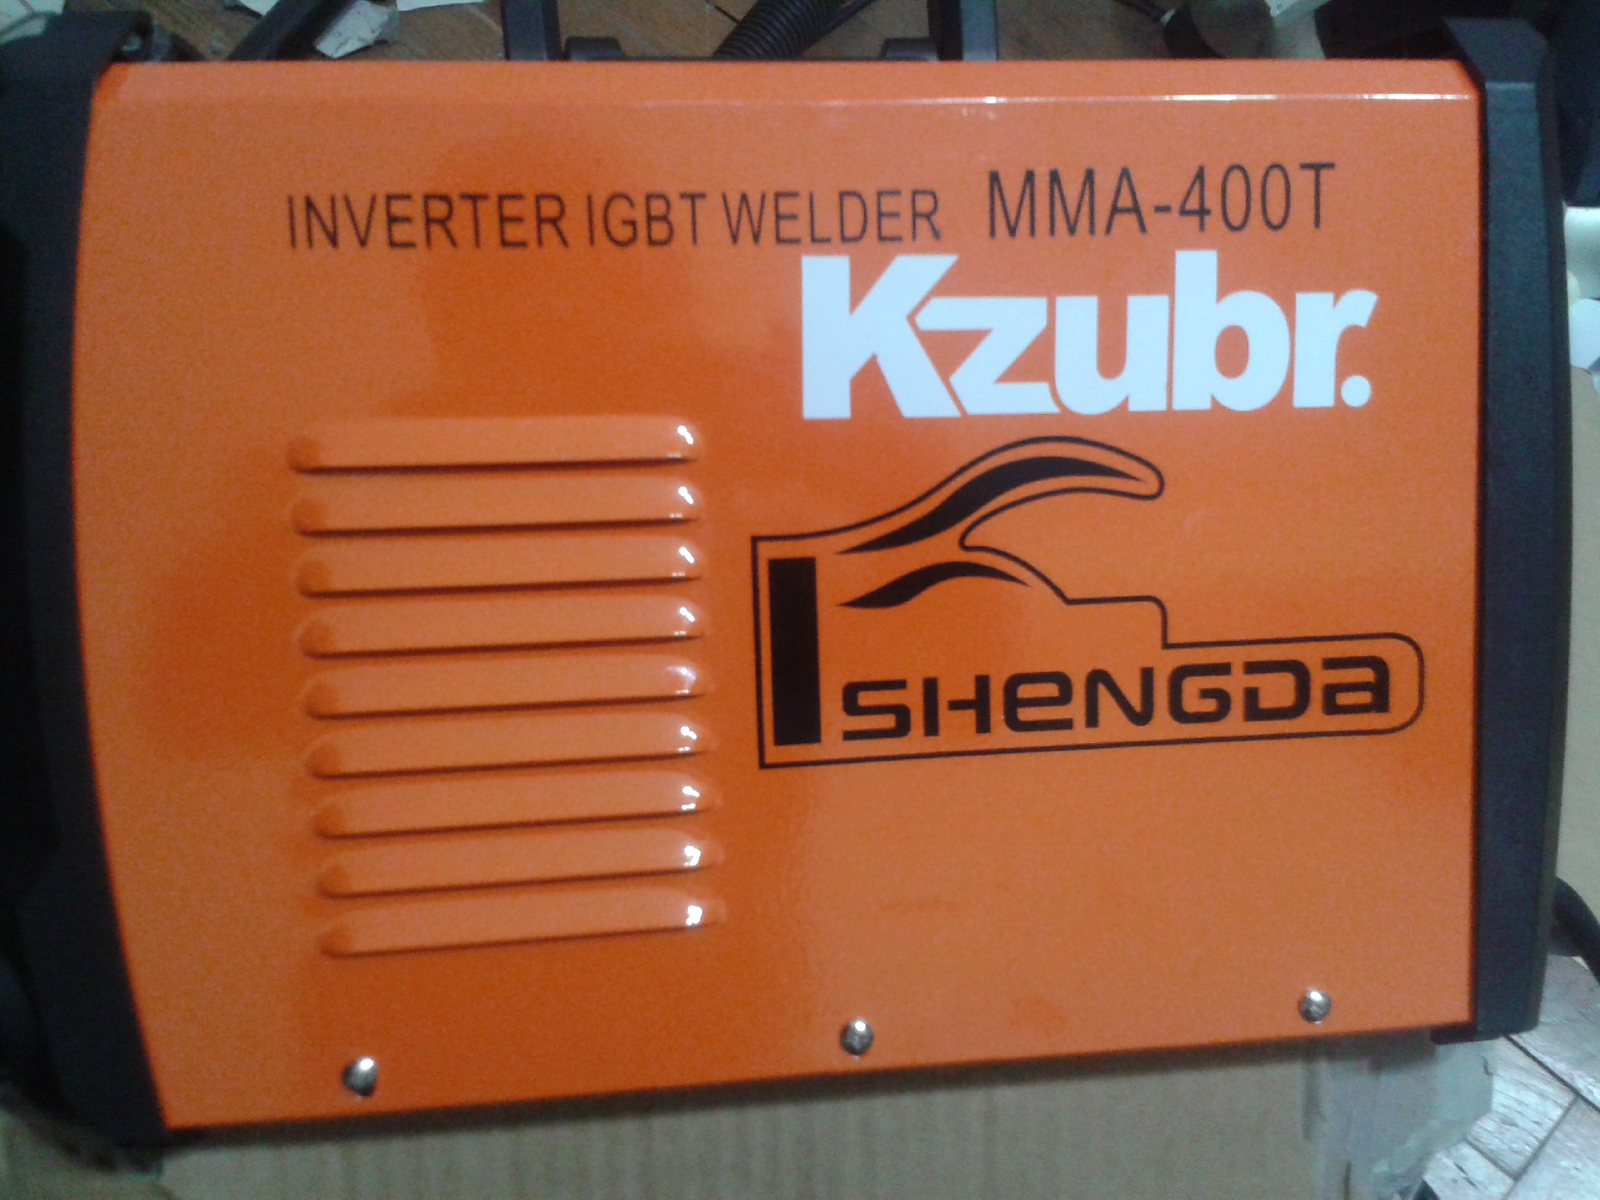 INVERTER IGBT WELDER MMA-400T
Kzubr.
SHeNGDa